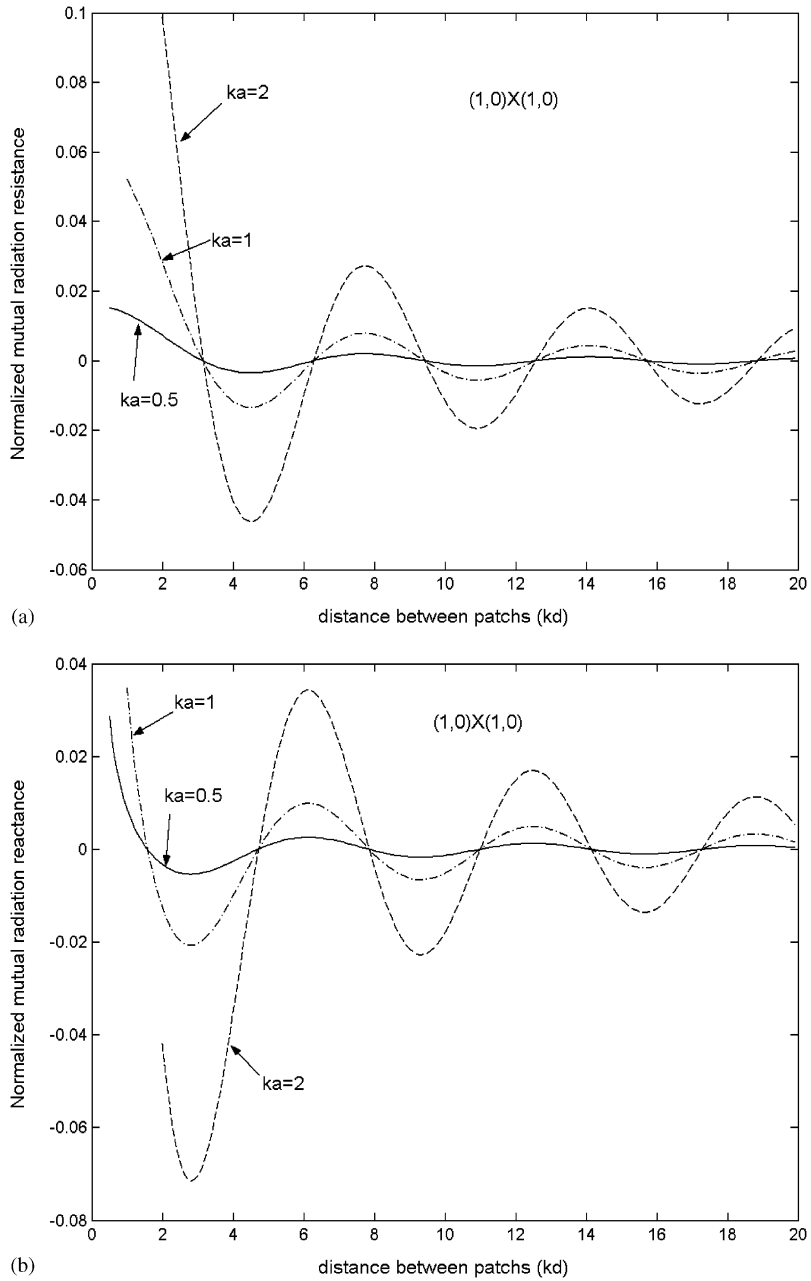 0.1
0.08
0.06
0.04
0.02
0
-0.02
-0.04
-0.06
Normalized mutual radiation resistance
ka=2
(1,0)X(1,0)
ka=1
ka=0.5
0 2 4 6 8 10 12 14 16 18 20
distance between patchs (kd)
(a)
0.04
0.02
0
-0.02
-0.04
-0.06
-0.08
Normalized mutual radiation reactance
ka=1
(1,0)X(1,0)
ka=0.5
ka=2
0 2 4 6 8 10 12 14 16 18 20
distance between patchs (kd)
(b)